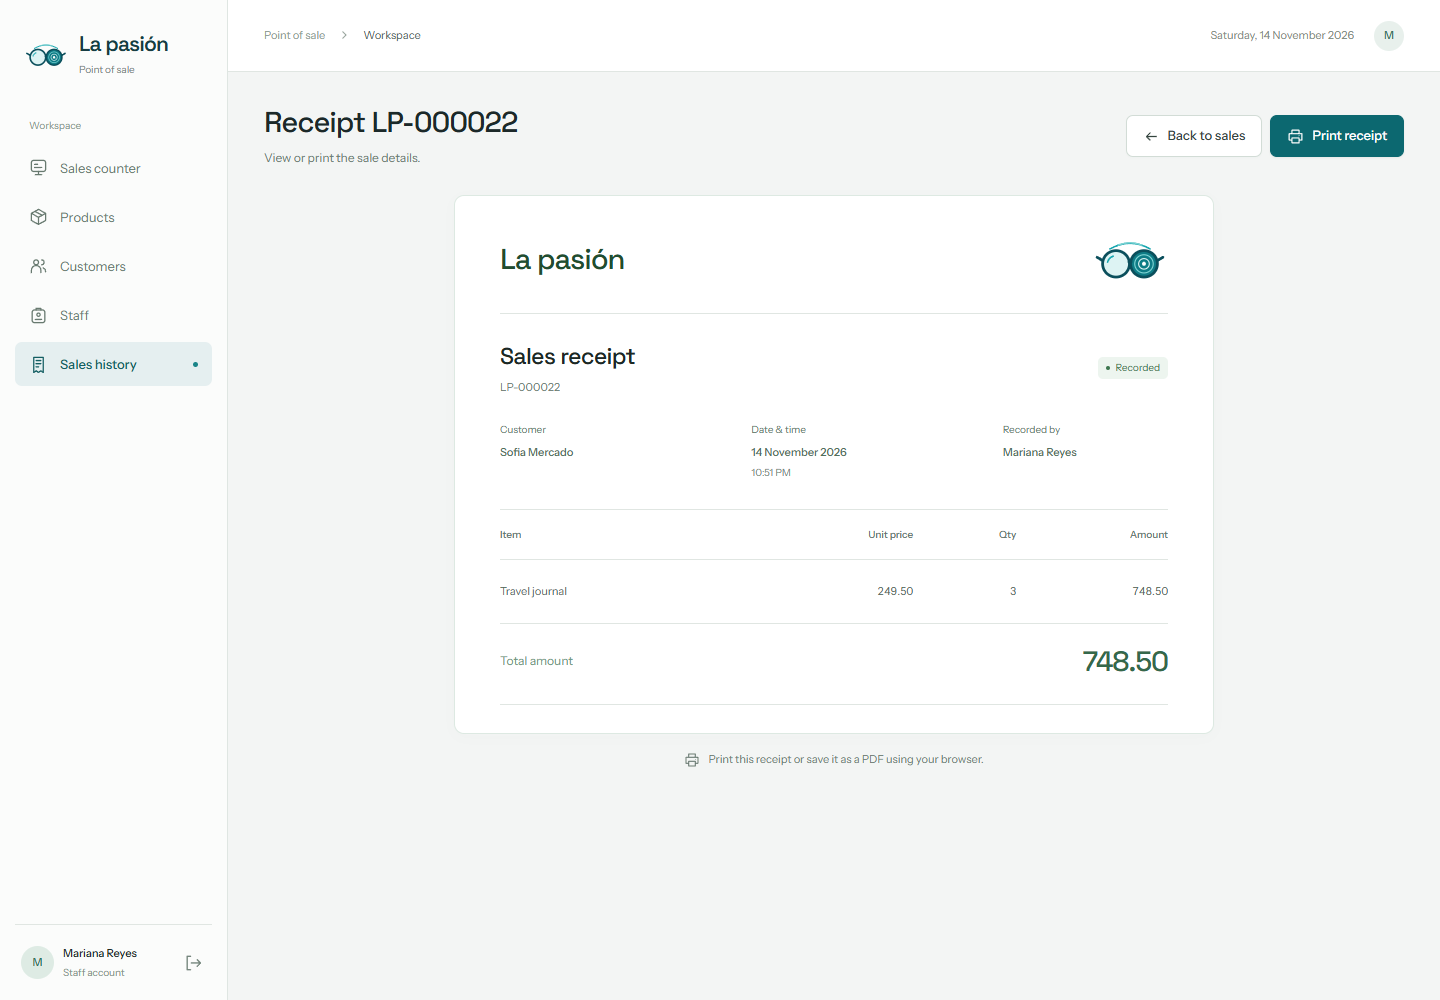 La pasión
Point of sale
Workspace
Sales counter
Products
Customers
Staff
Sales history
M
Mariana Reyes
Staff account
Point of sale
Workspace
Saturday, 14 November 2026
M
Receipt LP-000022
View or print the sale details.
Back to sales
Print receipt
La pasión
Sales receipt
LP-000022
Recorded
Customer
Sofia Mercado
Date & time
14 November 2026
10:51 PM
Recorded by
Mariana Reyes
Item Unit price Qty Amount
Travel journal 249.50 3 748.50
Total amount 748.50
Print this receipt or save it as a PDF using your browser.